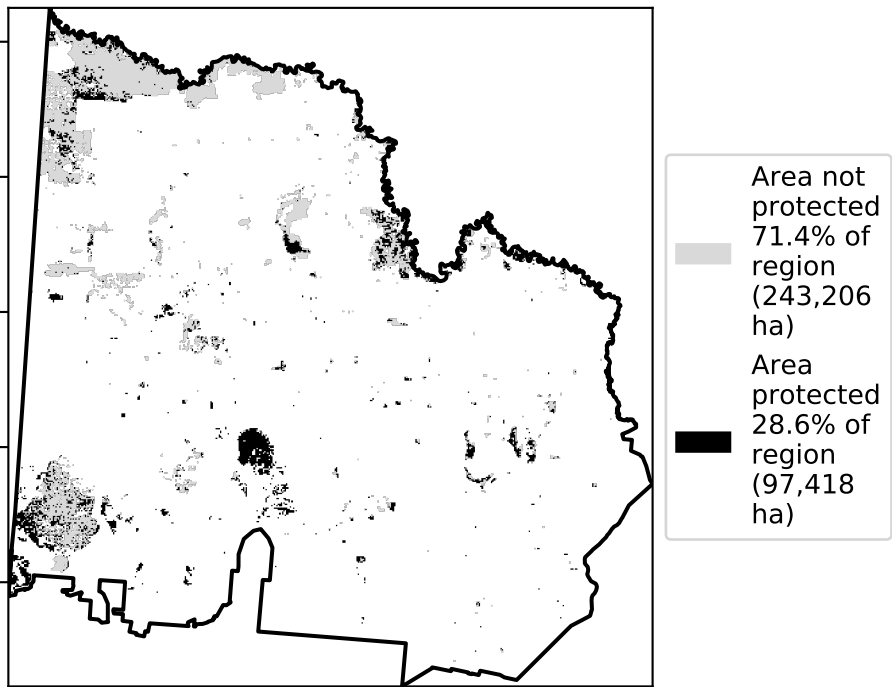 Area not
protected
71.4% of
region
(243,206
ha)
Area
protected
28.6% of
region
(97,418
ha)